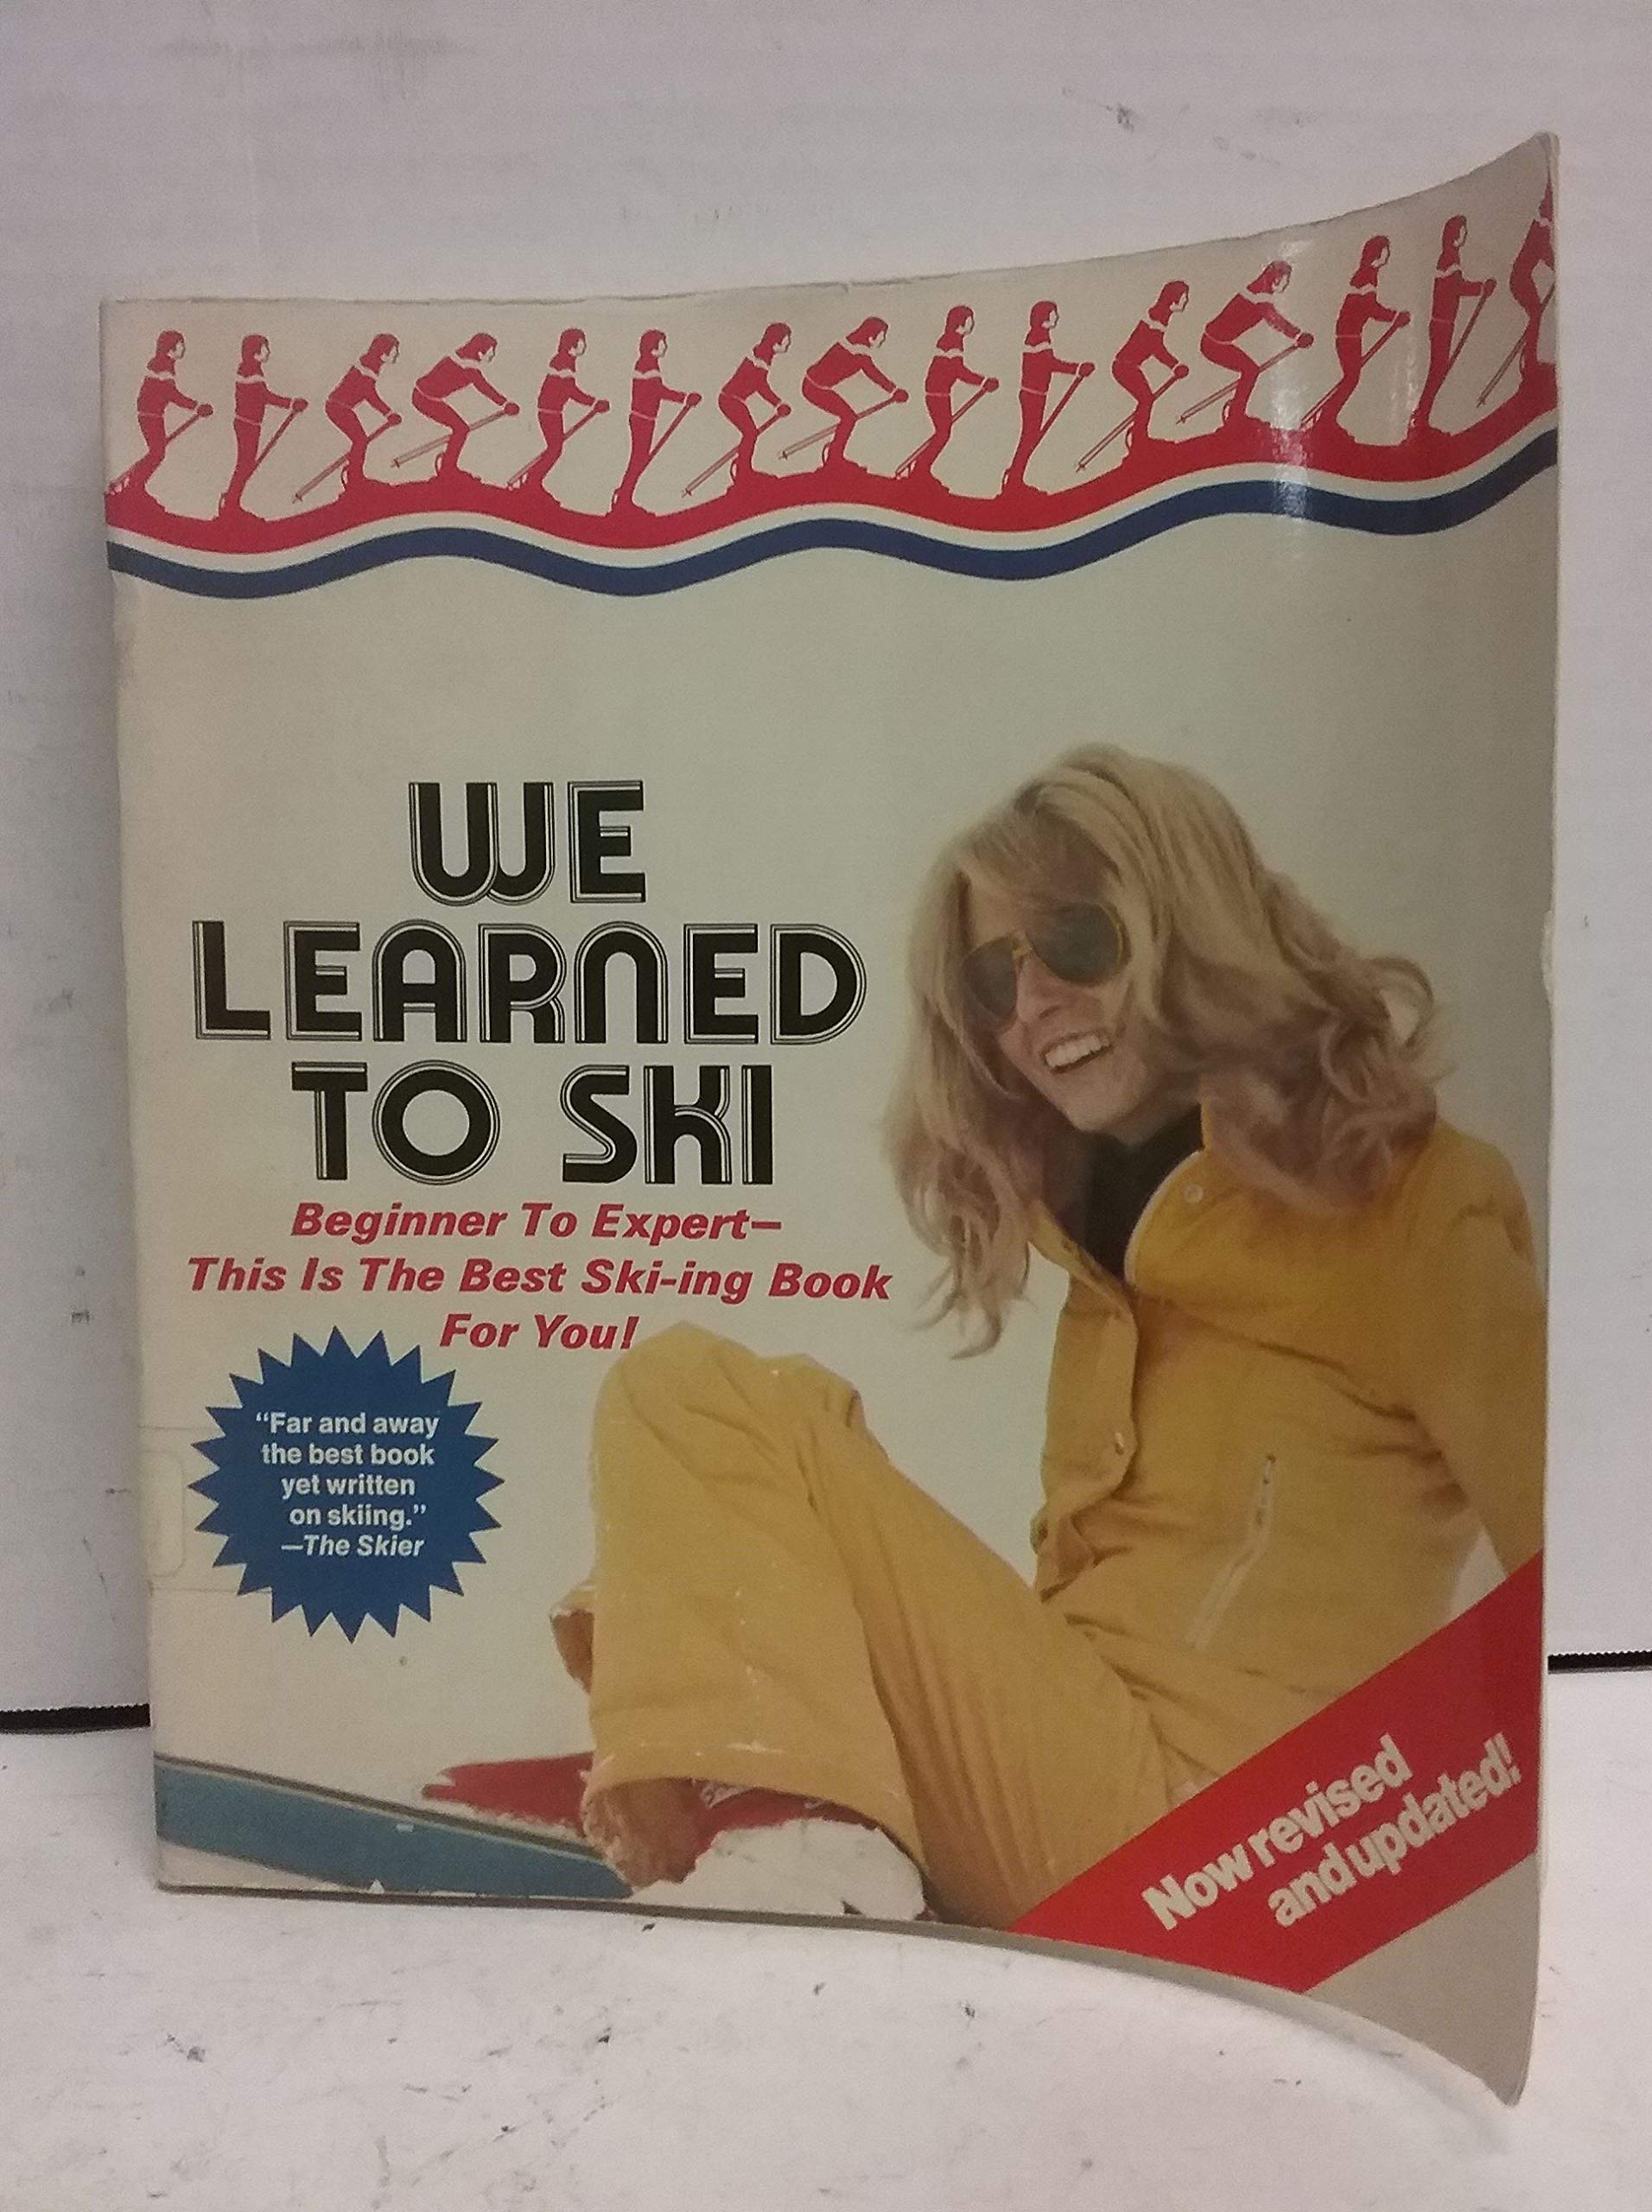 WE
LEARNED
TO SKI
Beginner To Expert—
This Is The Best Ski-ing Book
For You!
“Far and away
the best book
yet written
on skiing.”
—The Skier
Now revised
and updated!